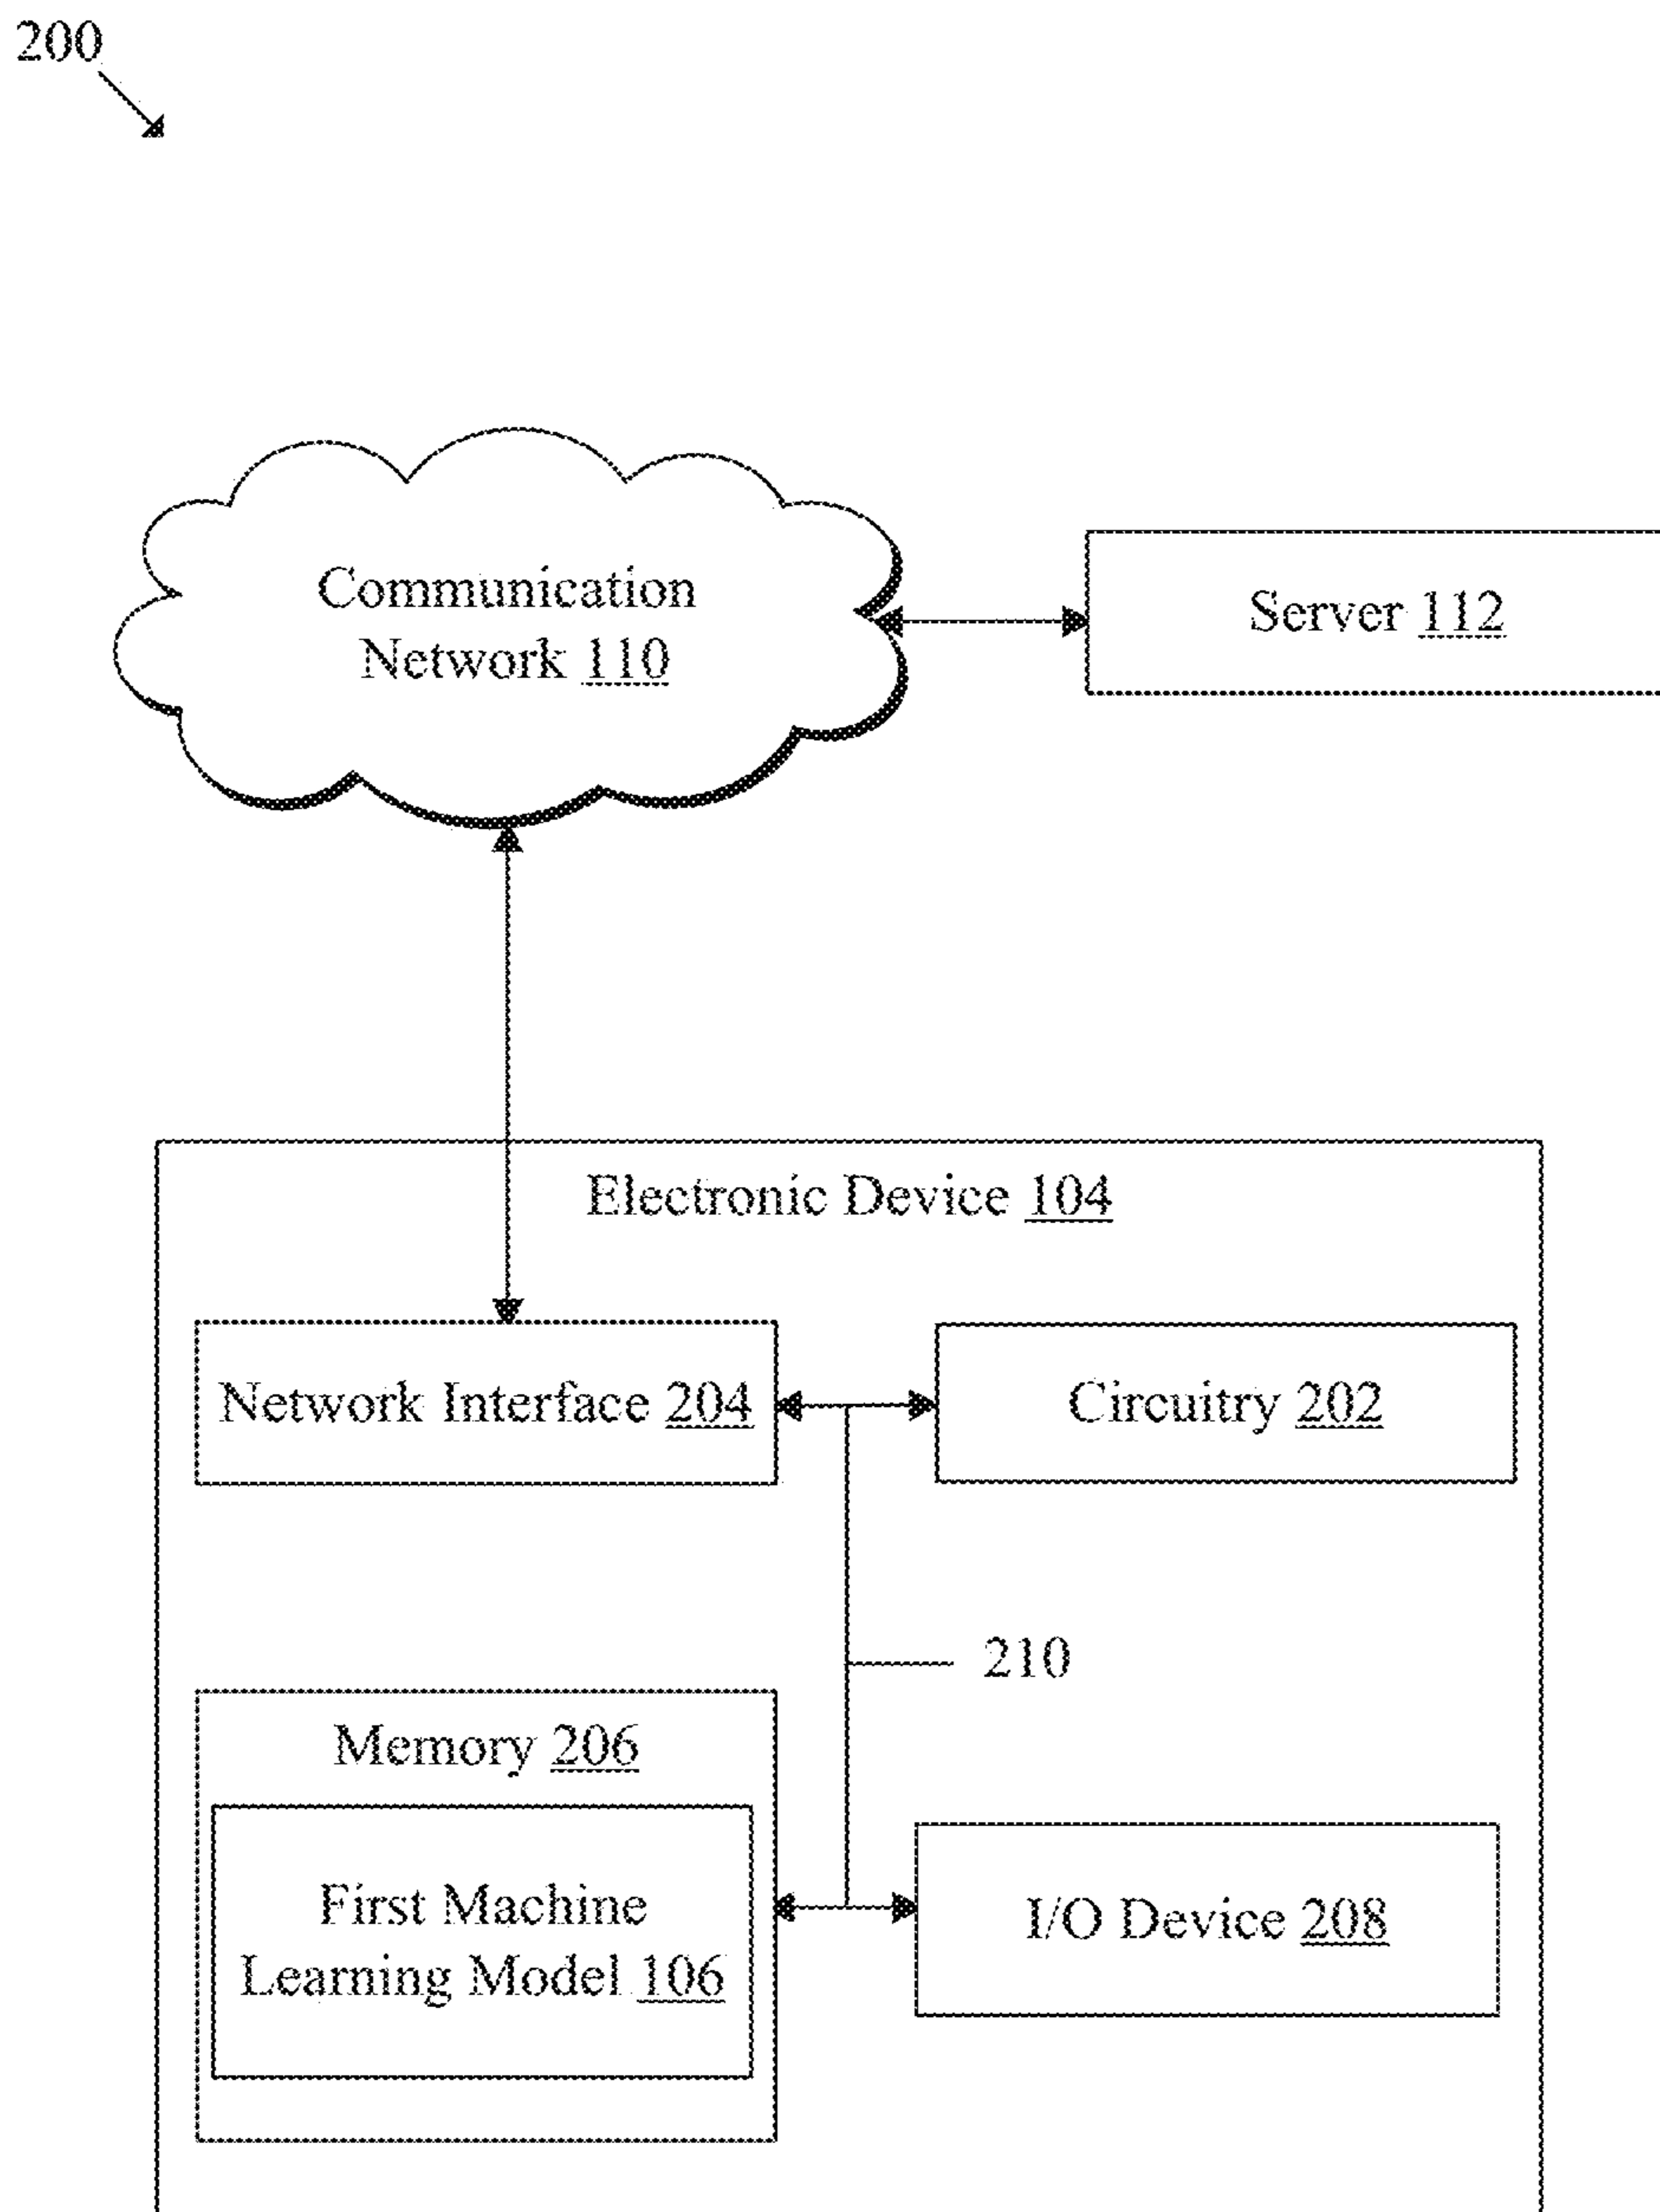 200
Communication
Network 110
Server 112
Electronic Device 104
Network Interface 204
Circuitry 202
210
Memory 206
First Machine
Learning Model 106
I/O Device 208